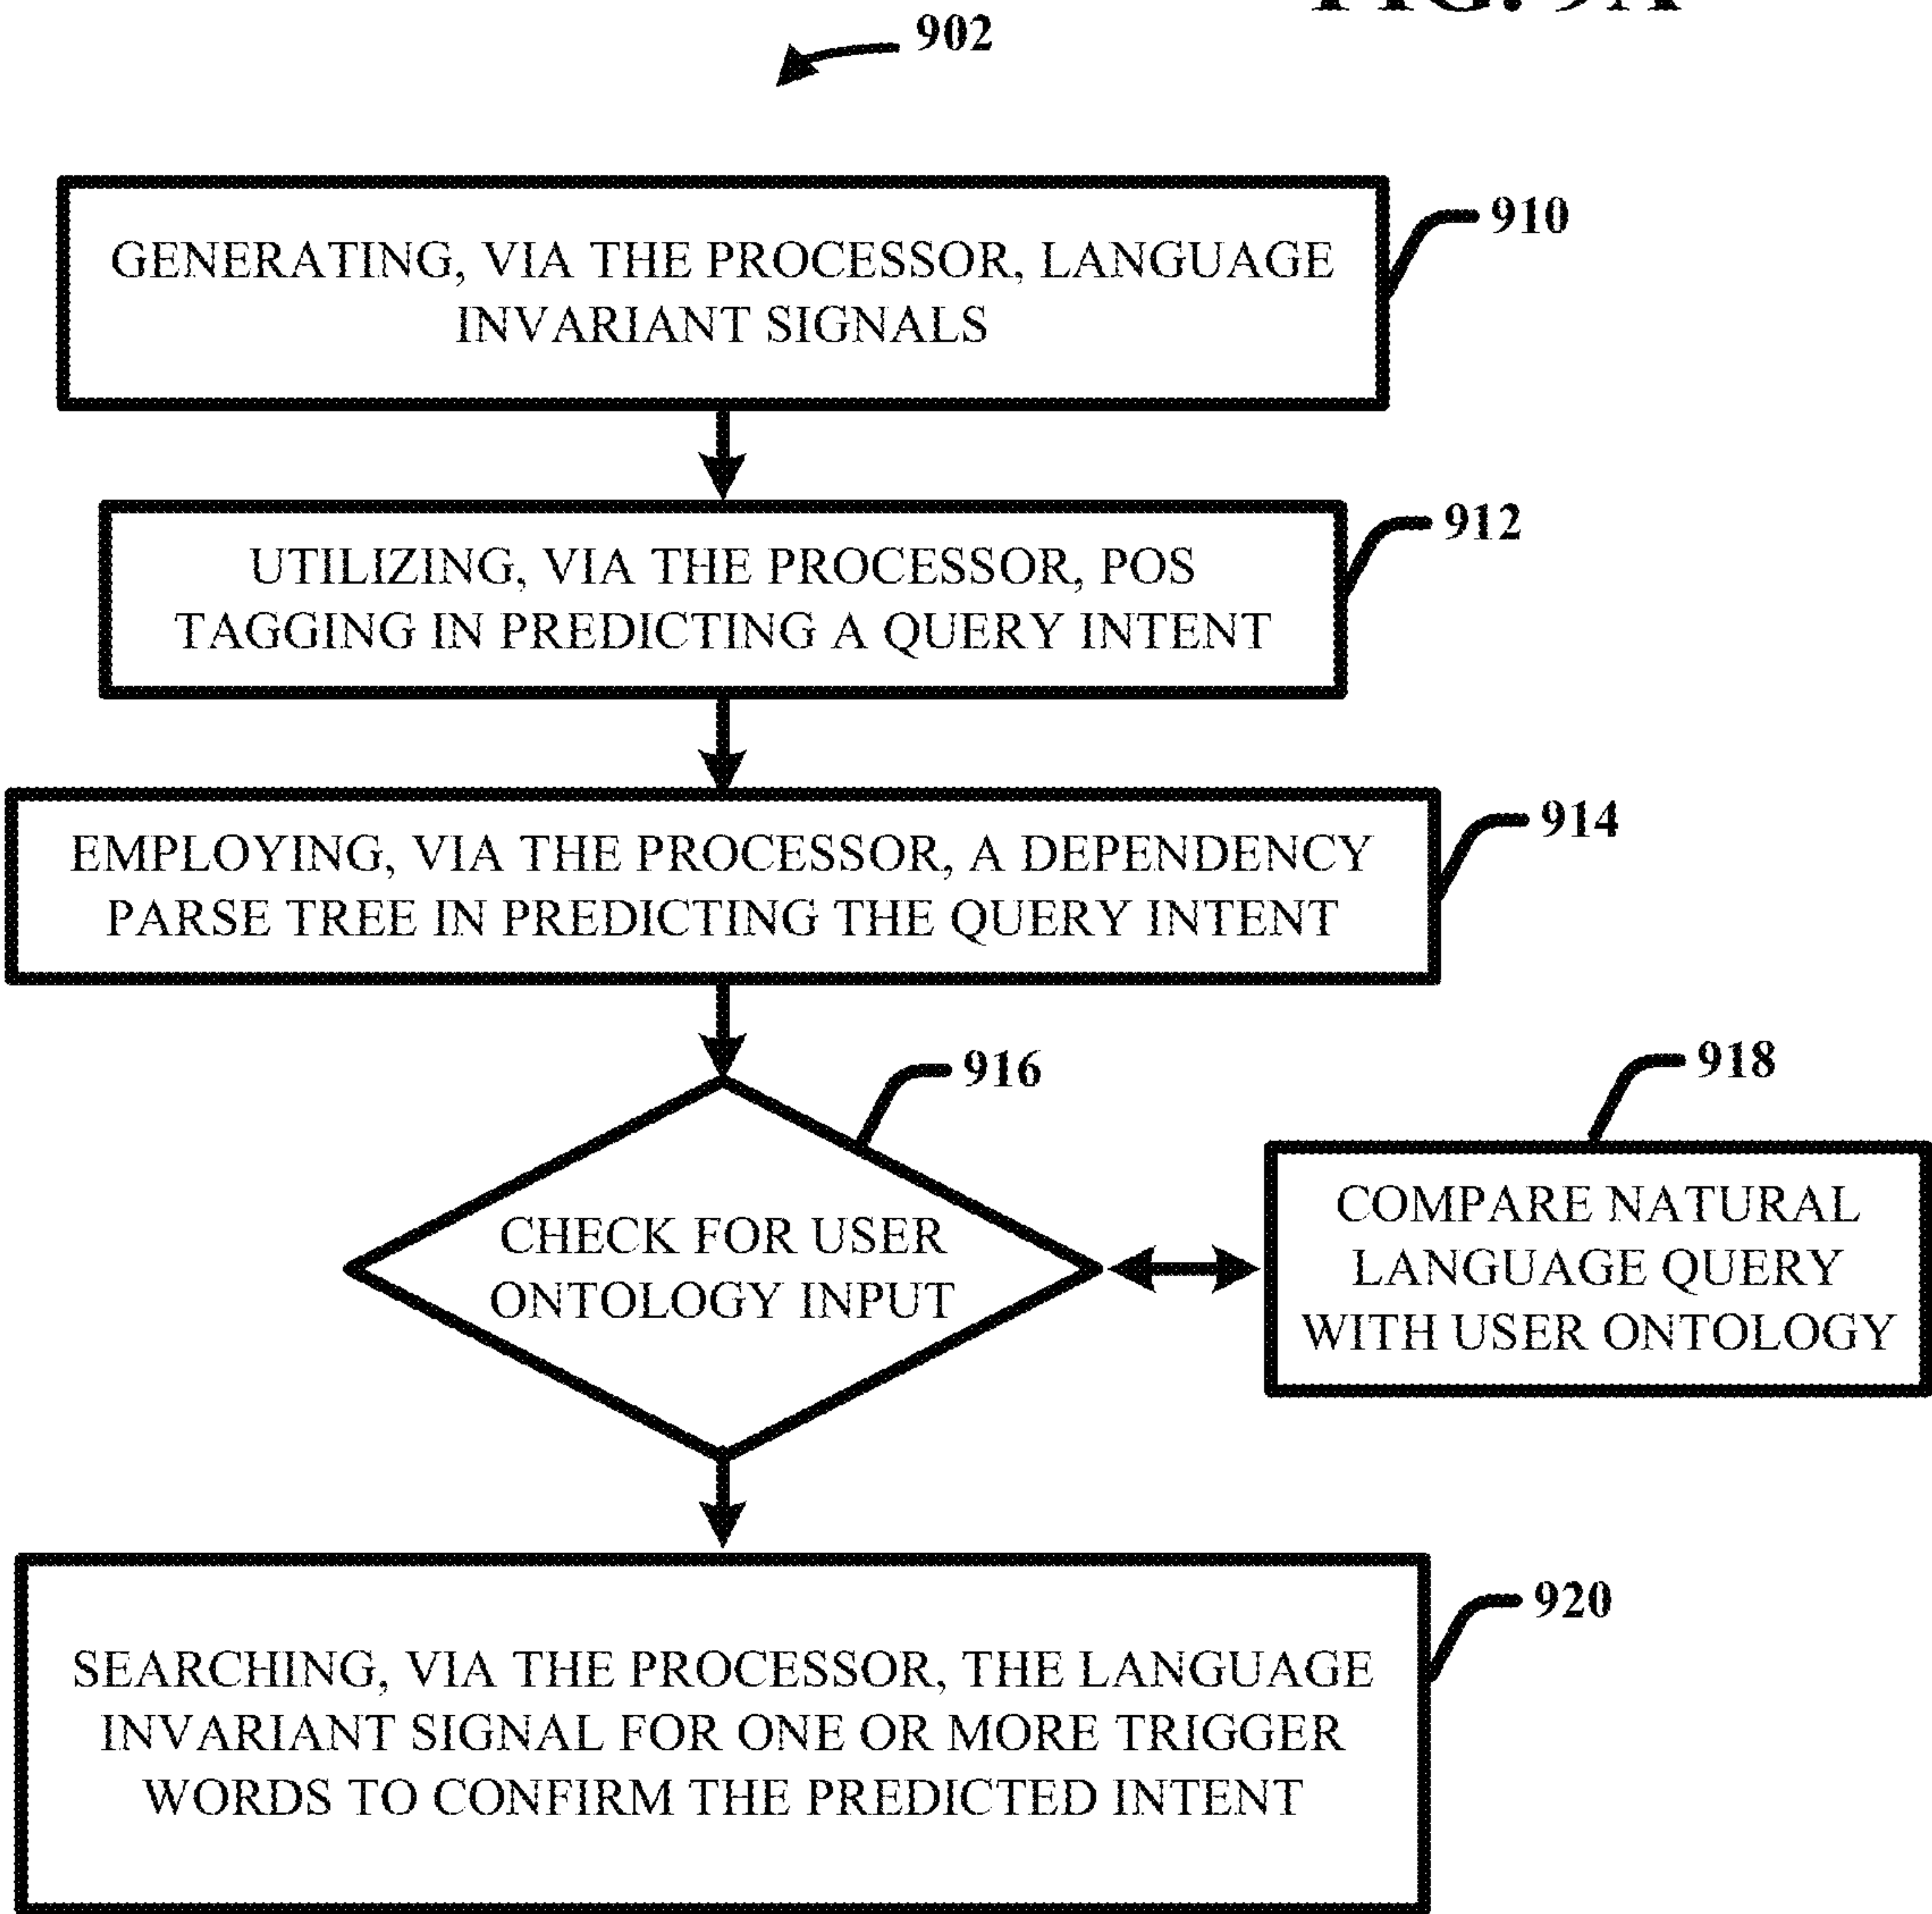 FIG. 9A
902
GENERATING, VIA THE PROCESSOR, LANGUAGE
INVARIANT SIGNALS
910
UTILIZING, VIA THE PROCESSOR, POS
TAGGING IN PREDICTING A QUERY INTENT
912
EMPLOYING, VIA THE PROCESSOR, A DEPENDENCY
PARSE TREE IN PREDICTING THE QUERY INTENT
914
916
CHECK FOR USER
ONTOLOGY INPUT
918
COMPARE NATURAL
LANGUAGE QUERY
WITH USER ONTOLOGY
920
SEARCHING, VIA THE PROCESSOR, THE LANGUAGE
INVARIANT SIGNAL FOR ONE OR MORE TRIGGER
WORDS TO CONFIRM THE PREDICTED INTENT